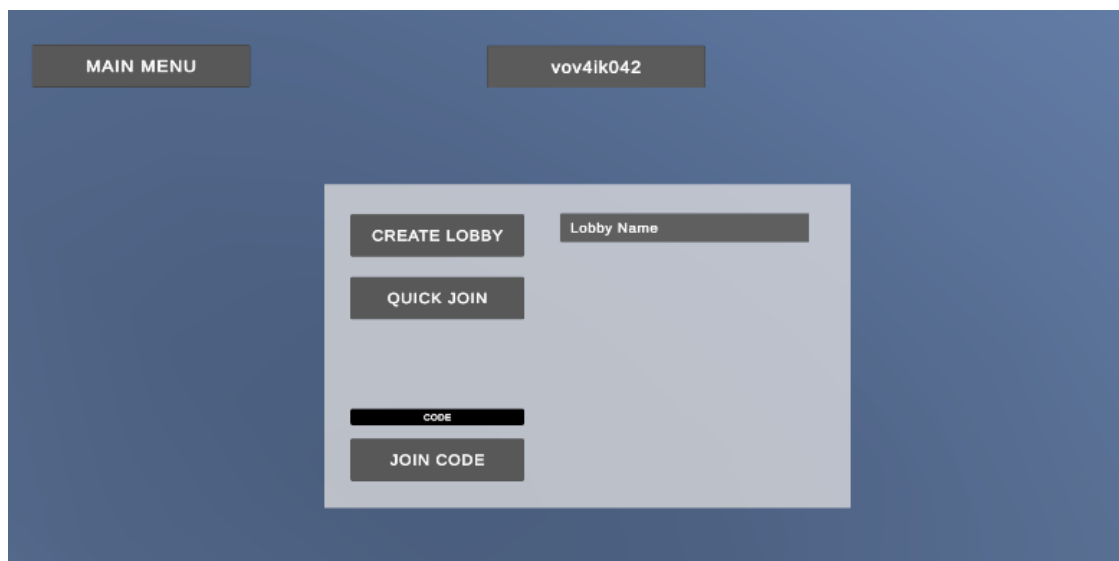 MAIN MENU
vov4ik042
CREATE LOBBY
Lobby Name
QUICK JOIN
CODE
JOIN CODE